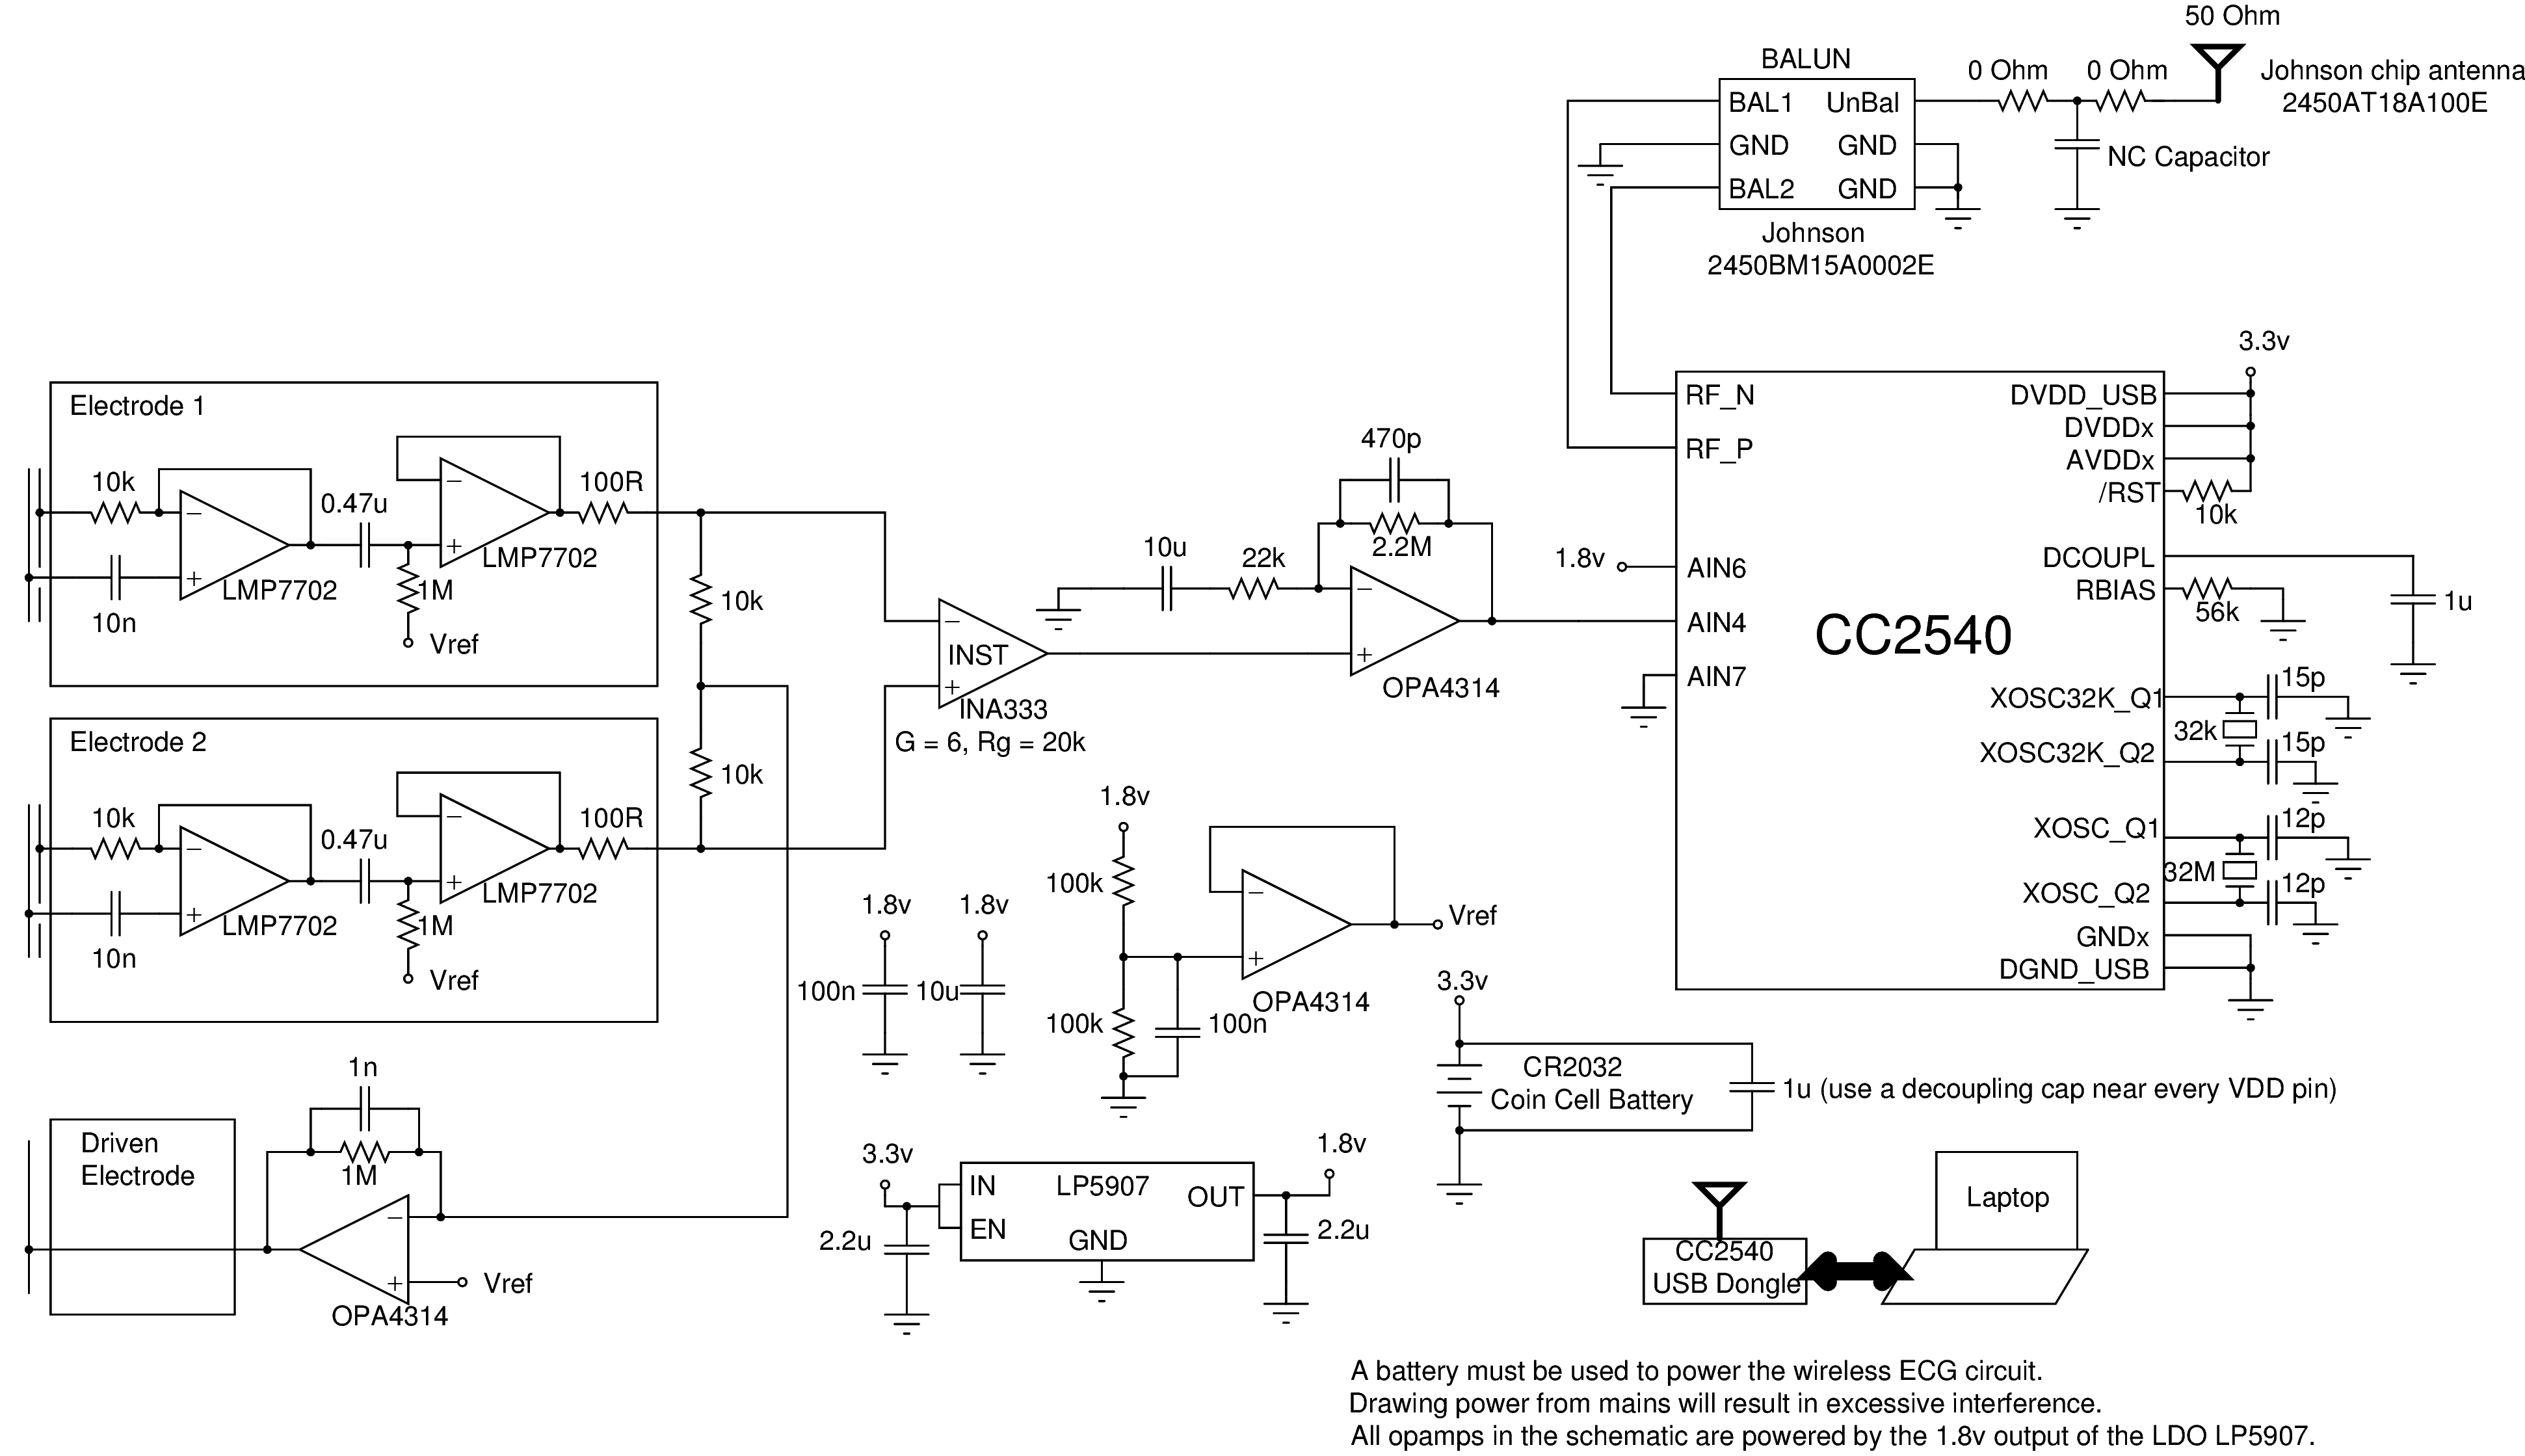 50 Ohm
BALUN
0 Ohm
0 Ohm
Johnson chip antenna
2450AT18A100E
BAL1
UnBal
GND
GND
BAL2
GND
NC Capacitor
Johnson
2450BM15A0002E
3.3v
RF_N
RF_P
AIN6
AIN4
AIN7
1.8v
CC2540
DVDD_USB
DVDDx
AVDDx
/RST
10k
DCOUPL
RBIAS
56k
1u
XOSC32K_Q1
XOSC32K_Q2
32k
15p
15p
XOSC_Q1
XOSC_Q2
32M
12p
12p
GNDx
DGND_USB
Electrode 1
10k
0.47u
100R
LMP7702
LMP7702
−
+
−
+
10n
1M
Vref
10k
10k
Electrode 2
10k
0.47u
100R
LMP7702
LMP7702
−
+
−
+
10n
1M
Vref
−
INST
+
INA333
G = 6, Rg = 20k
470p
2.2M
10u
22k
−
+
OPA4314
1.8v
100k
100k
100n
−
+
OPA4314
Vref
1.8v
1.8v
100n
10u
1n
1M
Driven
Electrode
−
+
Vref
OPA4314
3.3v
2.2u
IN
EN
LP5907
GND
OUT
1.8v
2.2u
3.3v
CR2032
Coin Cell Battery
1u (use a decoupling cap near every VDD pin)
CC2540
USB Dongle
Laptop
A battery must be used to power the wireless ECG circuit.
Drawing power from mains will result in excessive interference.
All opamps in the schematic are powered by the 1.8v output of the LDO LP5907.